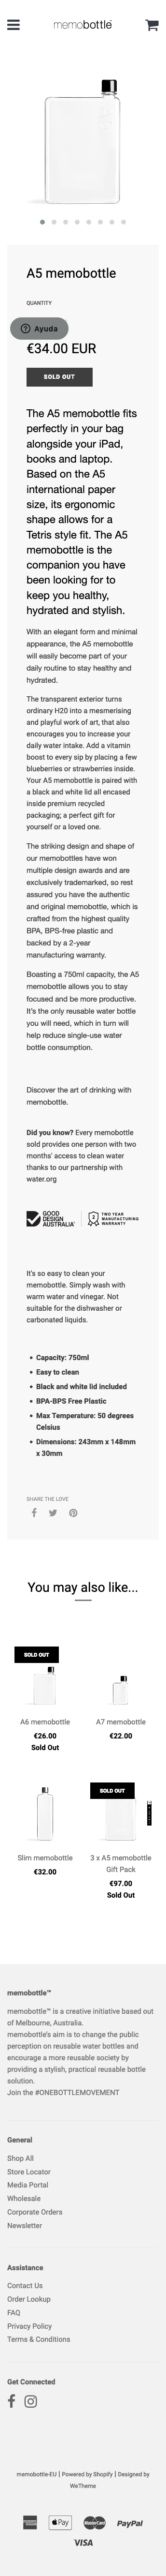 memobottle™
A5 memobottle
QUANTITY
Ayuda
€34.00 EUR
SOLD OUT
The A5 memobottle fits
perfectly in your bag
alongside your iPad,
books and laptop.
Based on the A5
international paper
size, its ergonomic
shape allows for a
Tetris style fit. The A5
memobottle is the
companion you have
been looking for to
keep you healthy,
hydrated and stylish.
With an elegant form and minimal
appearance, the A5 memobottle
will easily become part of your
daily routine to stay healthy and
hydrated.
The transparent exterior turns
ordinary H20 into a mesmerising
and playful work of art, that also
encourages you to increase your
daily water intake. Add a vitamin
boost to every sip by placing a few
blueberries or strawberries inside.
Your A5 memobottle is paired with
a black and white lid all encased
inside premium recycled
packaging; a perfect gift for
yourself or a loved one.
The striking design and shape of
our memobottles have won
multiple design awards and are
exclusively trademarked, so rest
assured you have the authentic
and original memobottle, which is
crafted from the highest quality
BPA, BPS-free plastic and
backed by a 2-year
manufacturing warranty.
Boasting a 750ml capacity, the A5
memobottle allows you to stay
focused and be more productive.
It's the only reusable water bottle
you will need, which in turn will
help reduce single-use water
bottle consumption.
Discover the art of drinking with
memobottle.
Did you know? Every memobottle
sold provides one person with two
months' access to clean water
thanks to our partnership with
water.org
GOOD
DESIGN
AUSTRALIA
2
TWO YEAR
MANUFACTURING
WARRANTY
It's so easy to clean your
memobottle. Simply wash with
warm water and vinegar. Not
suitable for the dishwasher or
carbonated liquids.
• Capacity: 750ml
• Easy to clean
• Black and white lid included
• BPA-BPS Free Plastic
• Max Temperature: 50 degrees
Celsius
• Dimensions: 243mm x 148mm
x 30mm
SHARE THE LOVE
You may also like...
SOLD OUT
A6 memobottle
€26.00
Sold Out
A7 memobottle
€22.00
Slim memobottle
€32.00
SOLD OUT
3 x A5 memobottle
Gift Pack
€97.00
Sold Out
memobottle™
memobottle™ is a creative initiative based out
of Melbourne, Australia.
memobottle's aim is to change the public
perception on reusable water bottles and
encourage a more reusable society by
providing a stylish, practical reusable bottle
solution.
Join the #ONEBOTTLEMOVEMENT
General
Shop All
Store Locator
Media Portal
Wholesale
Corporate Orders
Newsletter
Assistance
Contact Us
Order Lookup
FAQ
Privacy Policy
Terms & Conditions
Get Connected
memobottle-EU | Powered by Shopify | Designed by
WeTheme
Pay
MasterCard
PayPal
VISA